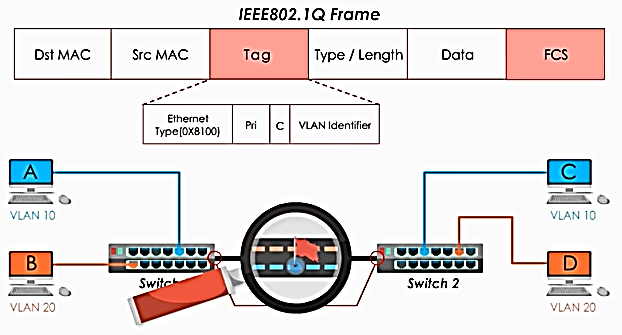 IEEE802.1Q Frame
Dst MAC Src MAC Tag Type / Length Data FCS
Ethernet
Type(0X8100) Pri C VLAN Identifier
A
VLAN 10
B
VLAN 20
Switch 2
C
VLAN 10
D
VLAN 20